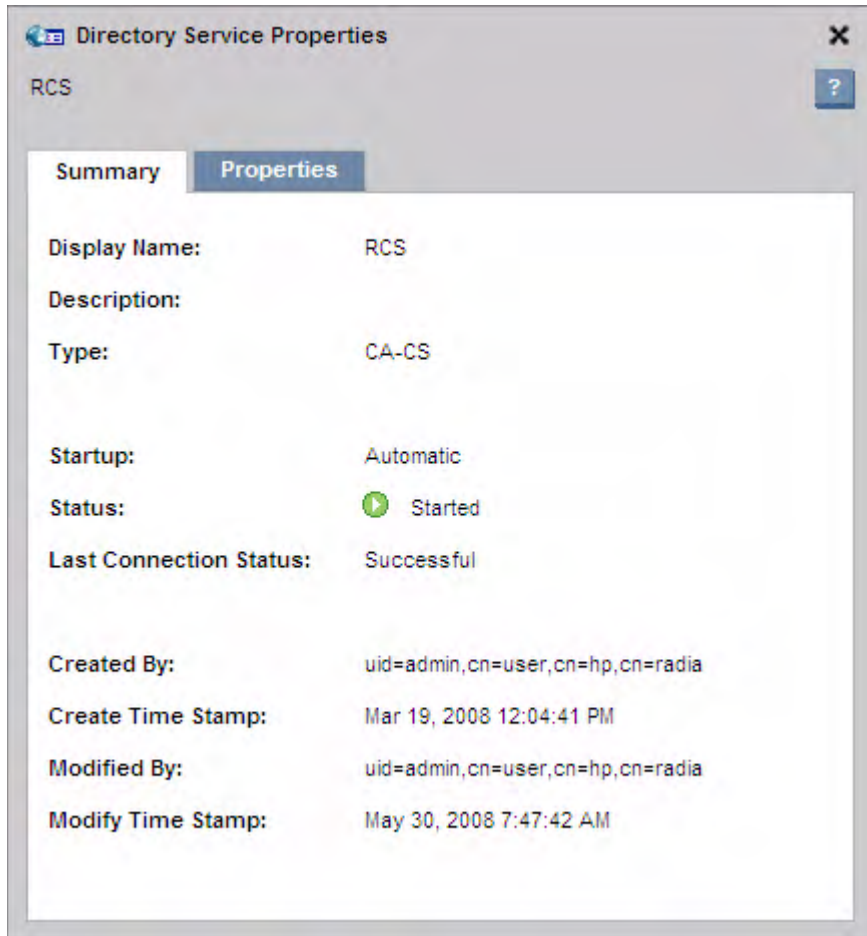 Directory Service Properties
RCS
?
Summary Properties
Display Name: RCS
Description:
Type: CA-CS
Startup: Automatic
Status: Started
Last Connection Status: Successful
Created By: uid=admin,cn=user,cn=hp,cn=radia
Create Time Stamp: Mar 19, 2008 12:04:41 PM
Modified By: uid=admin,cn=user,cn=hp,cn=radia
Modify Time Stamp: May 30, 2008 7:47:42 AM